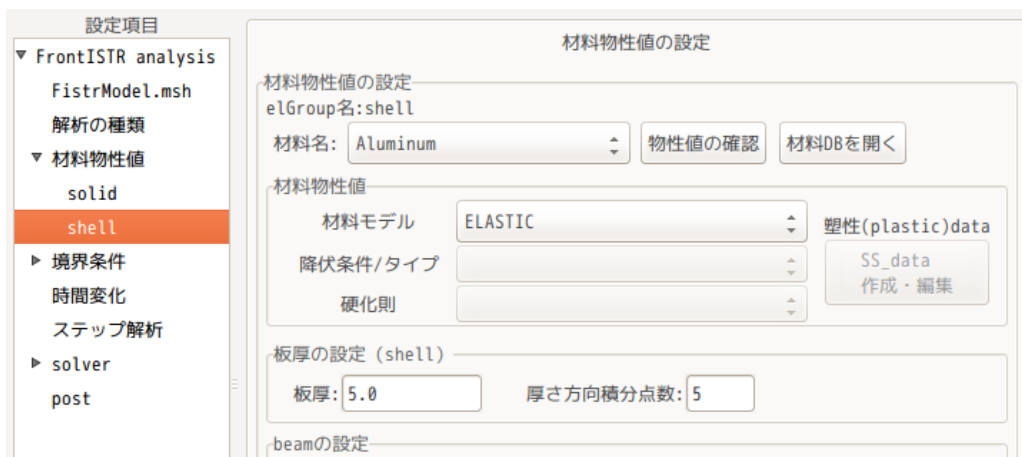 設定項目
FrontISTR analysis
FistrModel.msh
解析の種類
材料物性値
solid
shell
境界条件
時間変化
ステップ解析
solver
post
材料物性値の設定
材料物性値の設定
elGroup名:shell
材料名: Aluminum 物性値の確認 材料DBを開く
材料物性値
材料モデル ELASTIC 塑性(plastic)data
降伏条件/タイプ SS_data
作成・編集
硬化則
板厚の設定 (shell)
板厚: 5.0 厚さ方向積分点数: 5
beamの設定